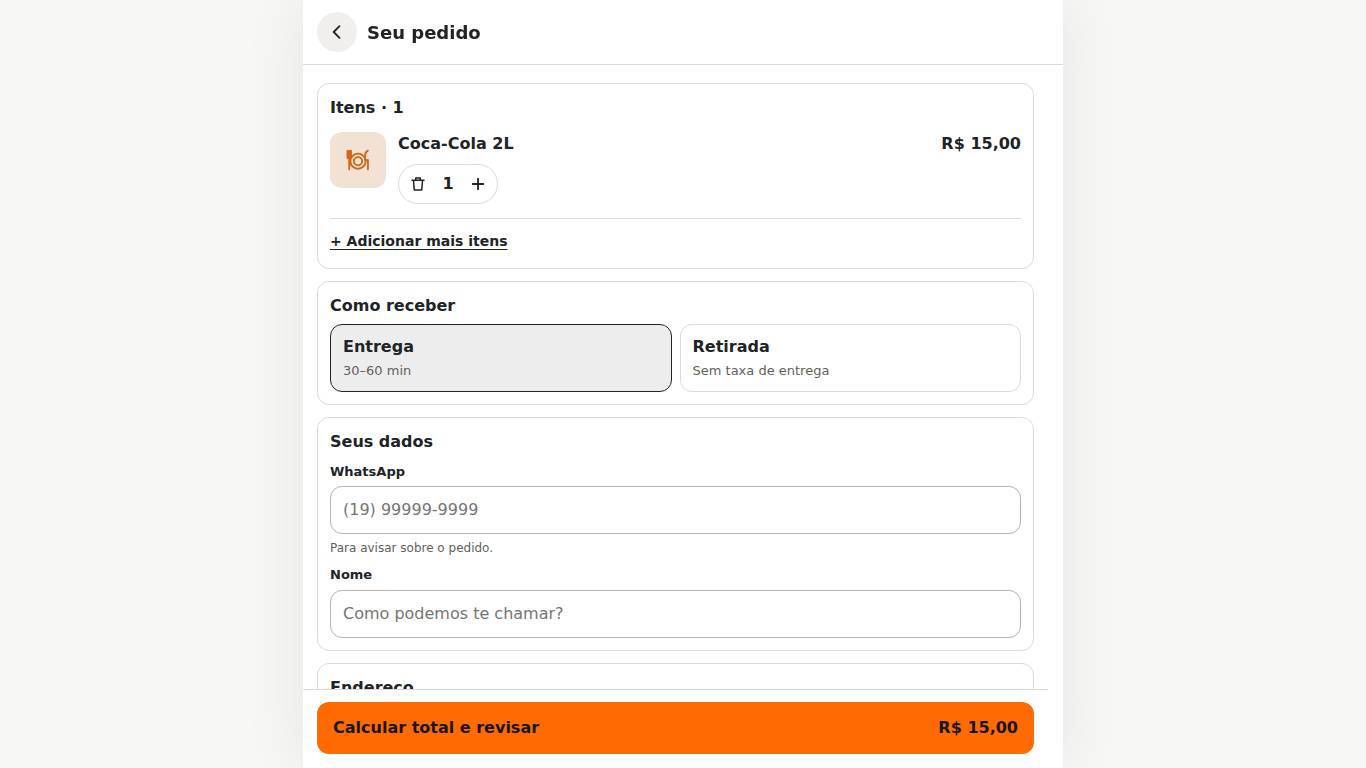 Seu pedido
Itens · 1
Coca-Cola 2L
R$ 15,00
1
+ Adicionar mais itens
Como receber
Entrega
30–60 min
Retirada
Sem taxa de entrega
Seus dados
WhatsApp
(19) 99999-9999
Para avisar sobre o pedido.
Nome
Como podemos te chamar?
Endereço
Calcular total e revisar
R$ 15,00